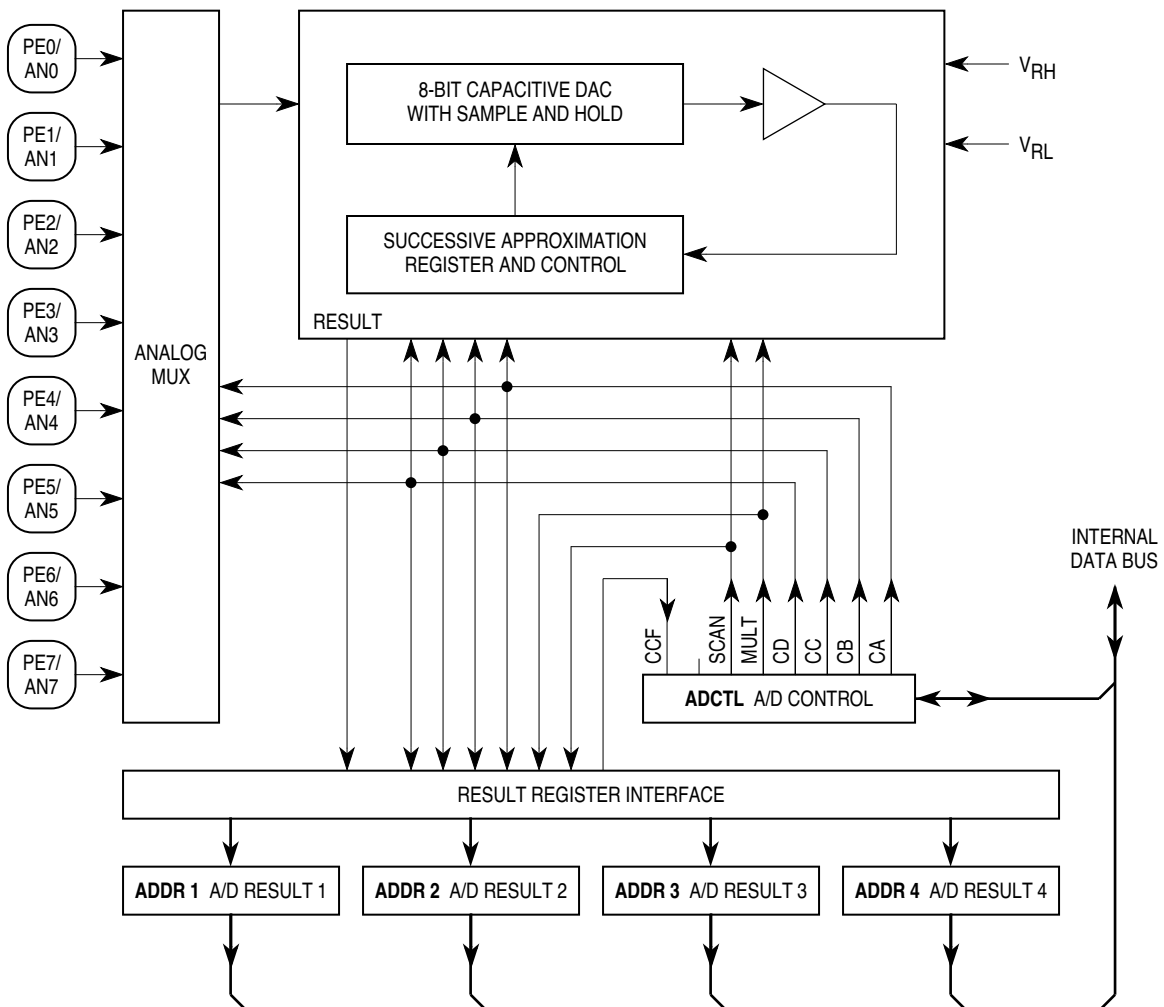 PE0/
AN0
PE1/
AN1
PE2/
AN2
PE3/
AN3
PE4/
AN4
PE5/
AN5
PE6/
AN6
PE7/
AN7
ANALOG
MUX
8-BIT CAPACITIVE DAC
WITH SAMPLE AND HOLD
SUCCESSIVE APPROXIMATION
REGISTER AND CONTROL
RESULT
VRH
VRL
INTERNAL
DATA BUS
CCF
SCAN
MULT
CD
CC
CB
CA
ADCTL A/D CONTROL
RESULT REGISTER INTERFACE
ADDR 1 A/D RESULT 1
ADDR 2 A/D RESULT 2
ADDR 3 A/D RESULT 3
ADDR 4 A/D RESULT 4